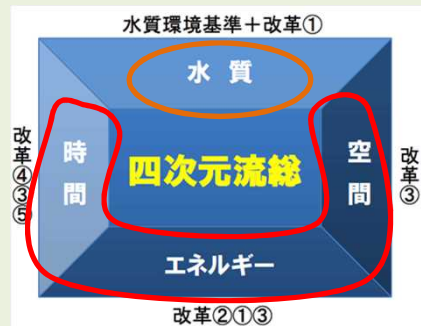 水質環境基準＋改革①
水質
時間
四次元流総
空間
改革④③⑤
改革③
エネルギー
改革②①③